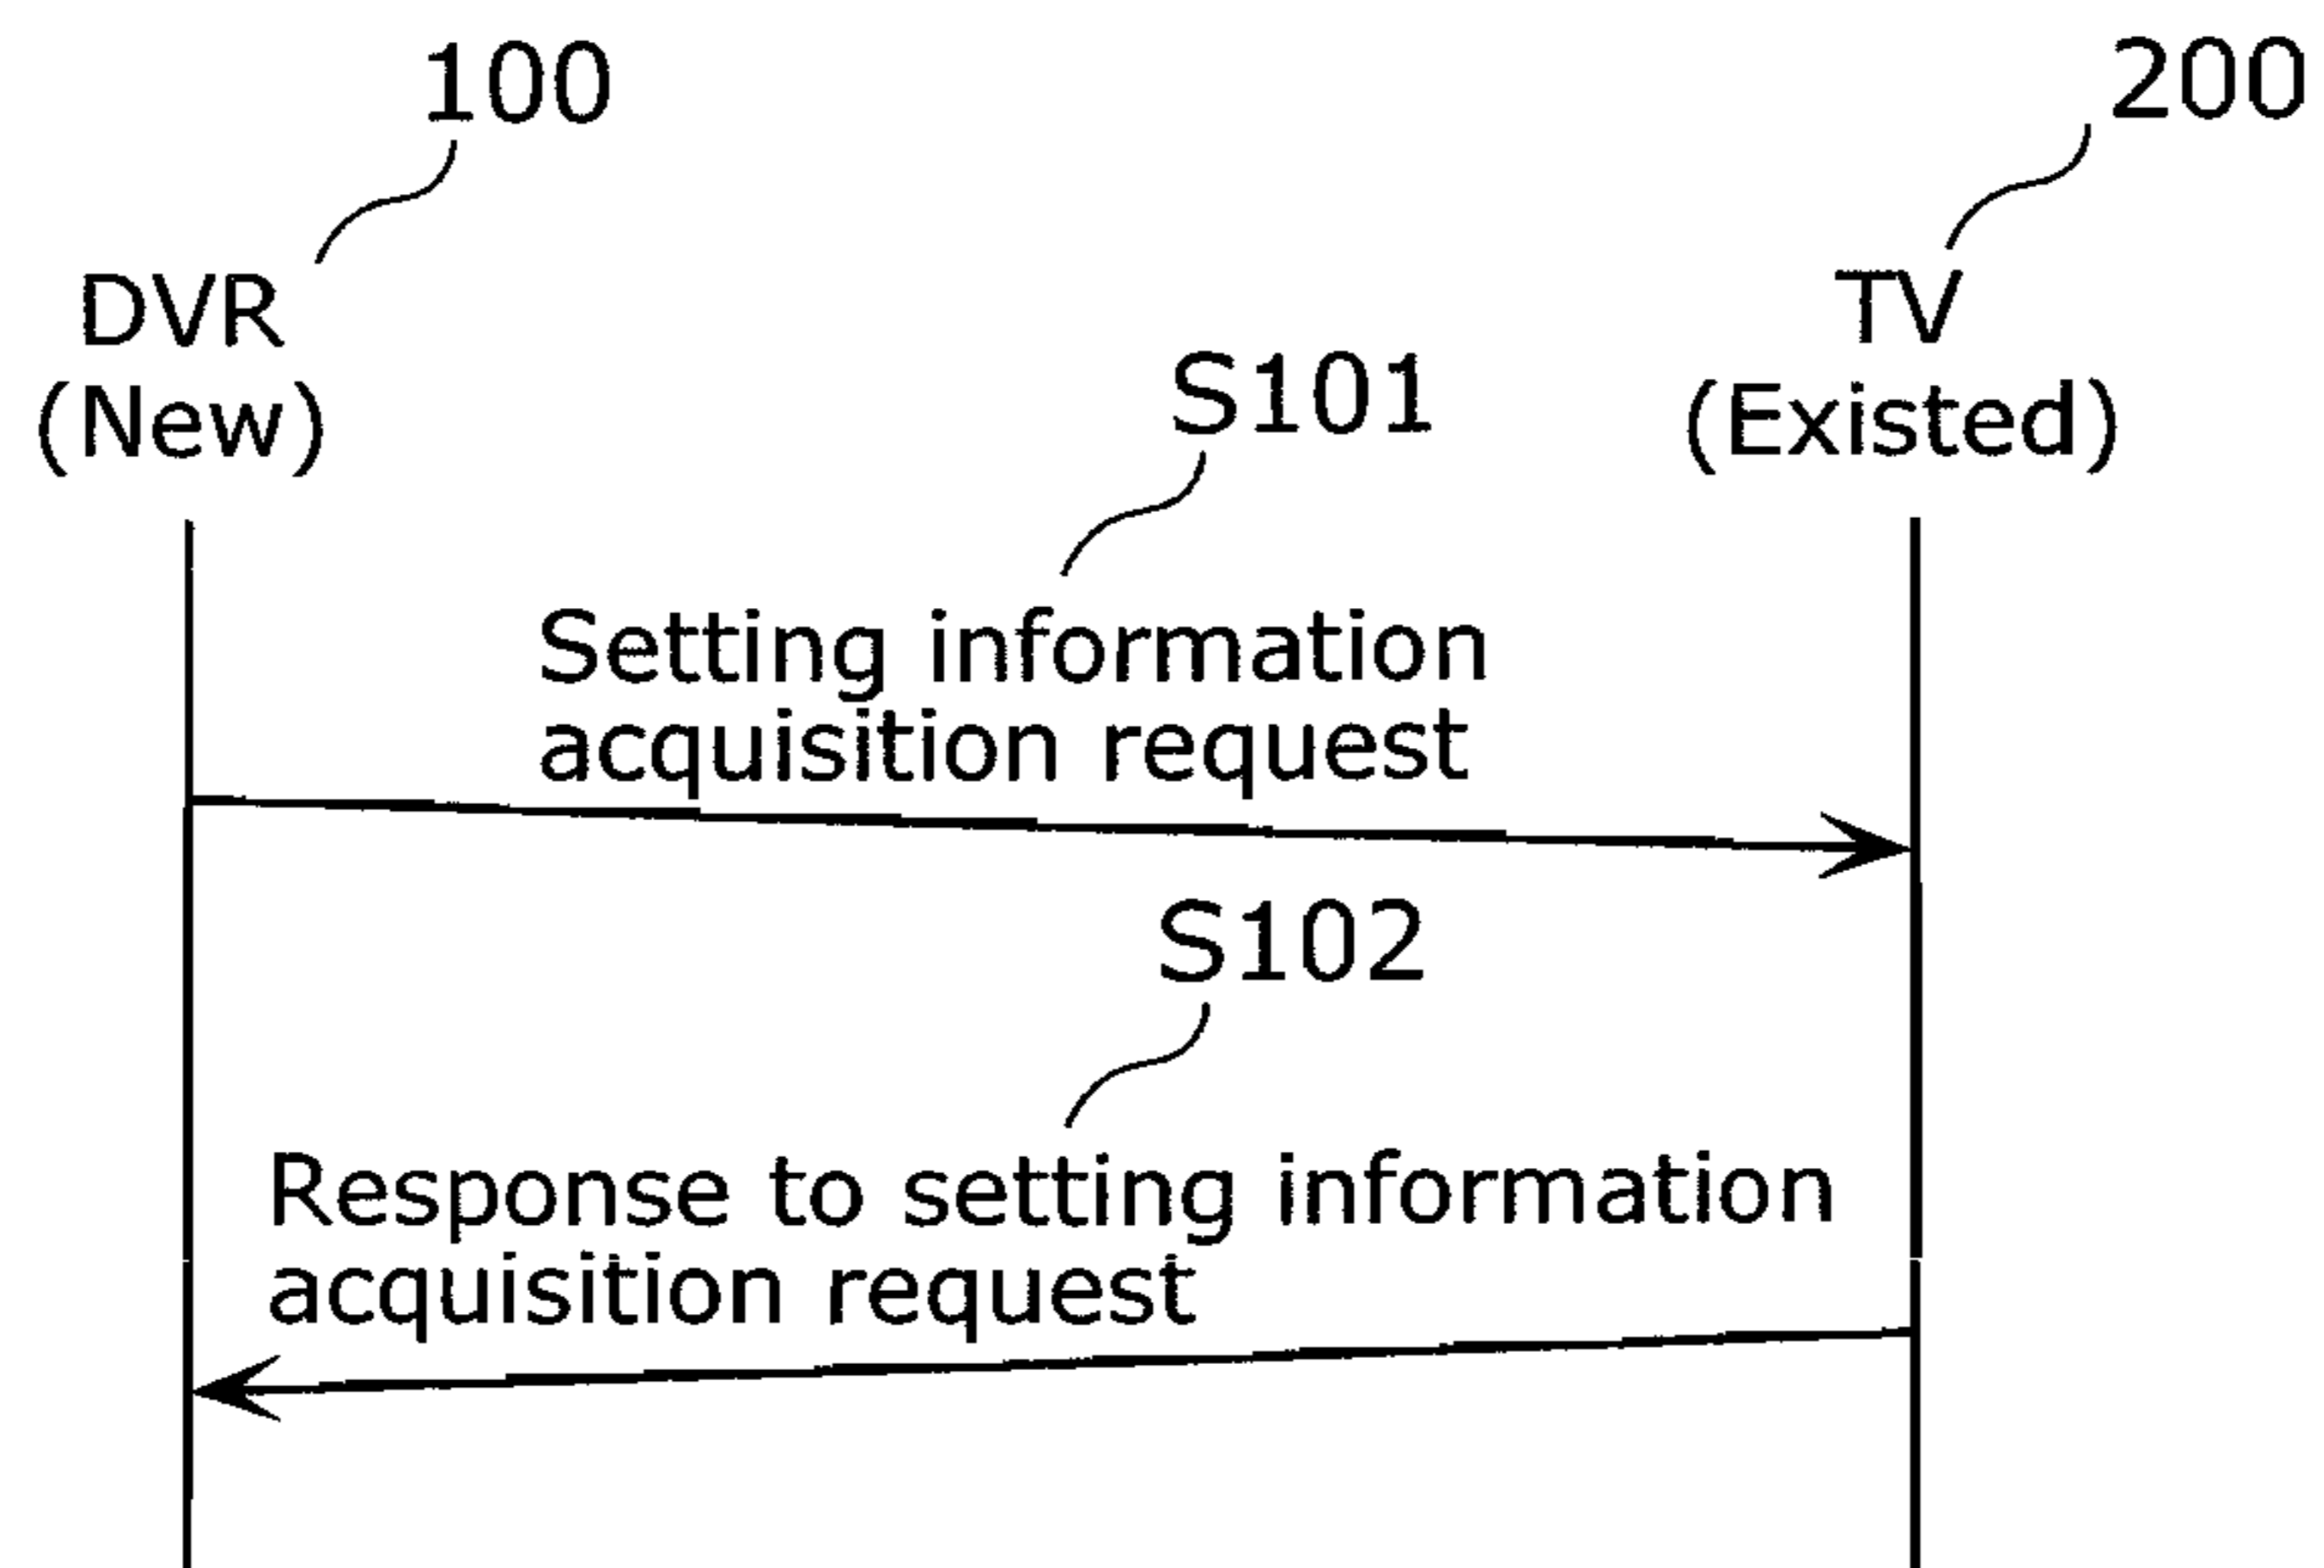 100
200
DVR
(New)
TV
(Existed)
S101
Setting information
acquisition request
S102
Response to setting information
acquisition request